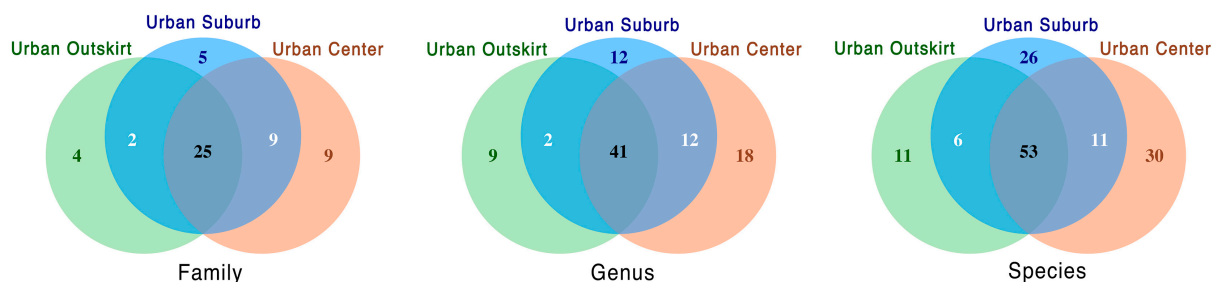 Urban Suburb
Urban Outskirt
Urban Center
5
4
2
25
9
9
Family
Urban Suburb
Urban Outskirt
Urban Center
12
9
2
41
12
18
Genus
Urban Suburb
Urban Outskirt
Urban Center
26
11
6
53
11
30
Species